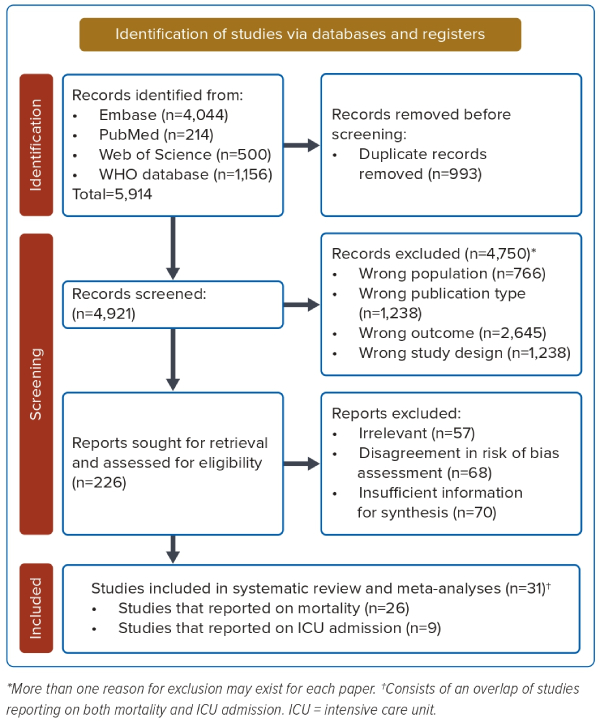 Identification of studies via databases and registers
Identification
Records identified from:
• Embase (n=4,044)
• PubMed (n=214)
• Web of Science (n=500)
• WHO database (n=1,156)
Total=5,914
Records removed before
screening:
• Duplicate records
removed (n=993)
Screening
Records screened:
(n=4,921)
Records excluded (n=4,750)*
• Wrong population (n=766)
• Wrong publication type
(n=1,238)
• Wrong outcome (n=2,645)
• Wrong study design (n=1,238)
Reports sought for retrieval
and assessed for eligibility
(n=226)
Reports excluded:
• Irrelevant (n=57)
• Disagreement in risk of bias
assessment (n=68)
• Insufficient information
for synthesis (n=70)
Included
Studies included in systematic review and meta-analyses (n=31)†
• Studies that reported on mortality (n=26)
• Studies that reported on ICU admission (n=9)
*More than one reason for exclusion may exist for each paper. †Consists of an overlap of studies
reporting on both mortality and ICU admission. ICU = intensive care unit.